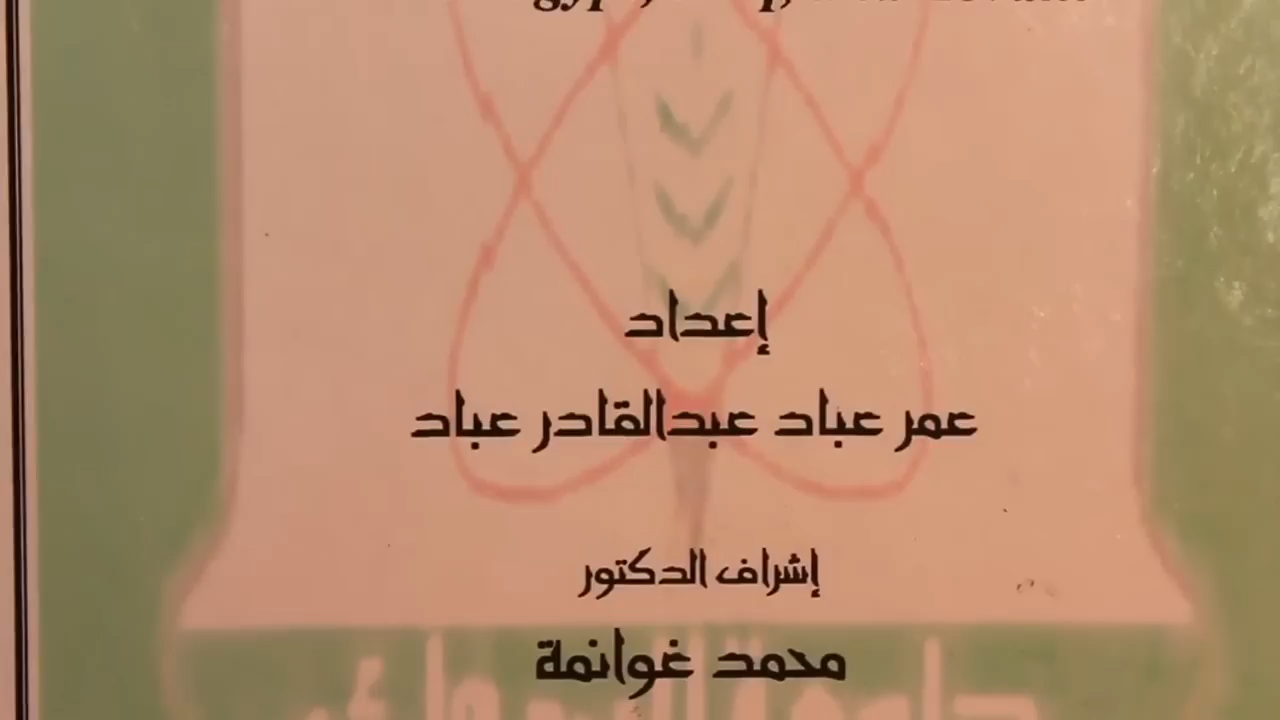 إعداد
عمر عباد عبدالقادر عباد
إشراف الدكتور
محمد غوانمة